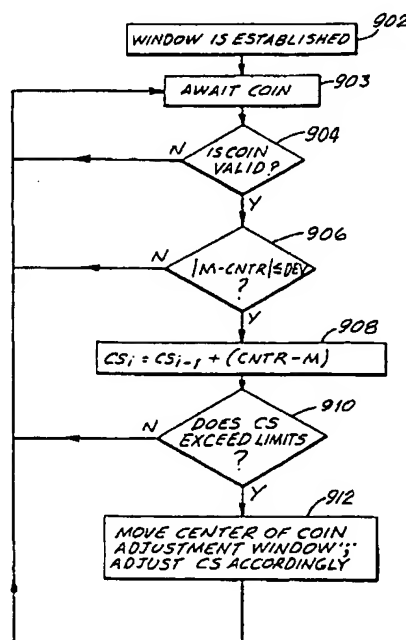 902
WINDOW IS ESTABLISHED
903
AWAIT COIN
904
N
IS COIN
VALID?
Y
906
N
|M-CNTR|≤DEV
?
Y
908
CSi = CSi-1 + (CNTR-M)
910
N
DOES CS
EXCEED LIMITS
?
Y
912
MOVE CENTER OF COIN
ADJUSTMENT WINDOW";
ADJUST CS ACCORDINGLY